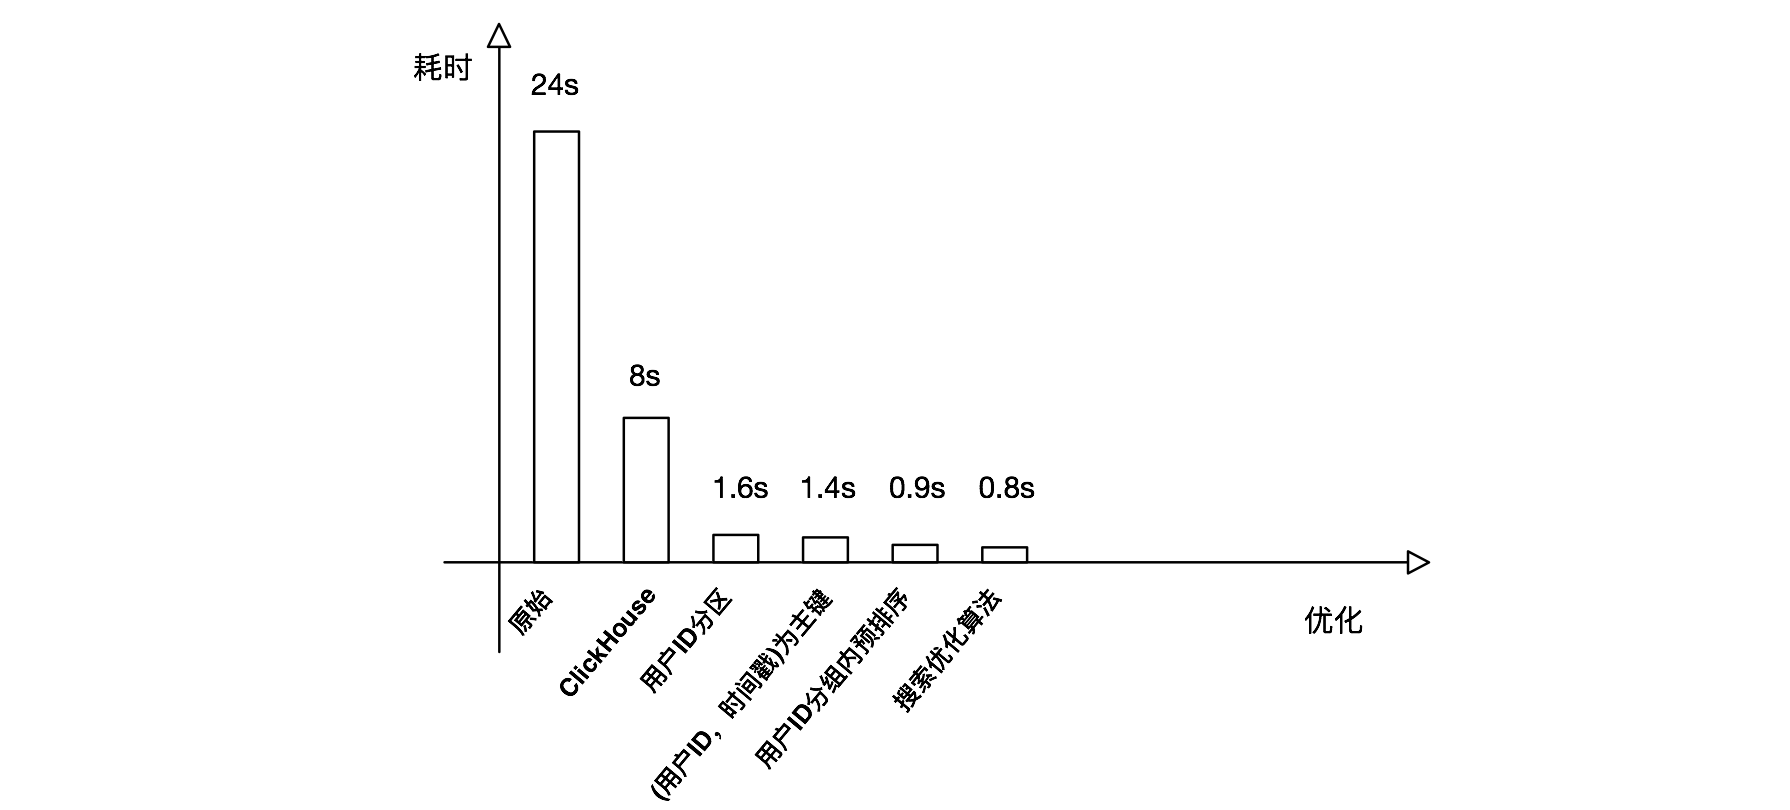 耗时
24s
8s
1.6s
1.4s
0.9s
0.8s
原始
ClickHouse
用户ID分区
(用户ID，时间戳)为主键
用户ID分组内预排序
搜索优化算法
优化